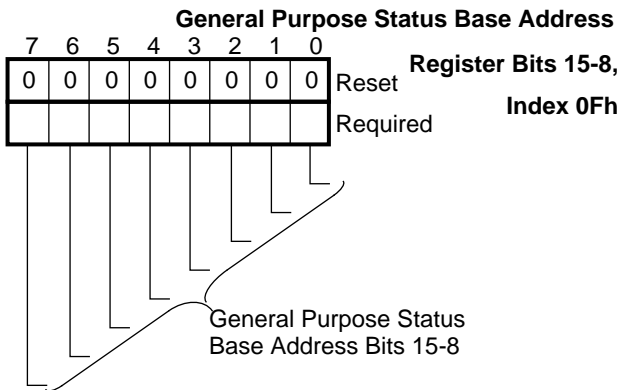 General Purpose Status Base Address
Register Bits 15-8,
Index 0Fh
7 6 5 4 3 2 1 0
0 0 0 0 0 0 0 0 Reset
Required
General Purpose Status
Base Address Bits 15-8